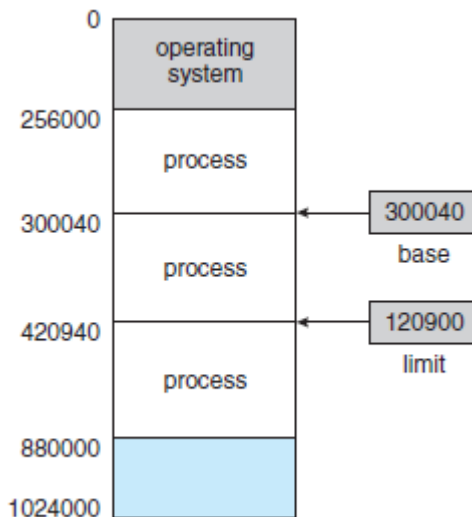 0
operating
system
256000
process
300040
300040
base
process
420940
120900
limit
process
880000
1024000